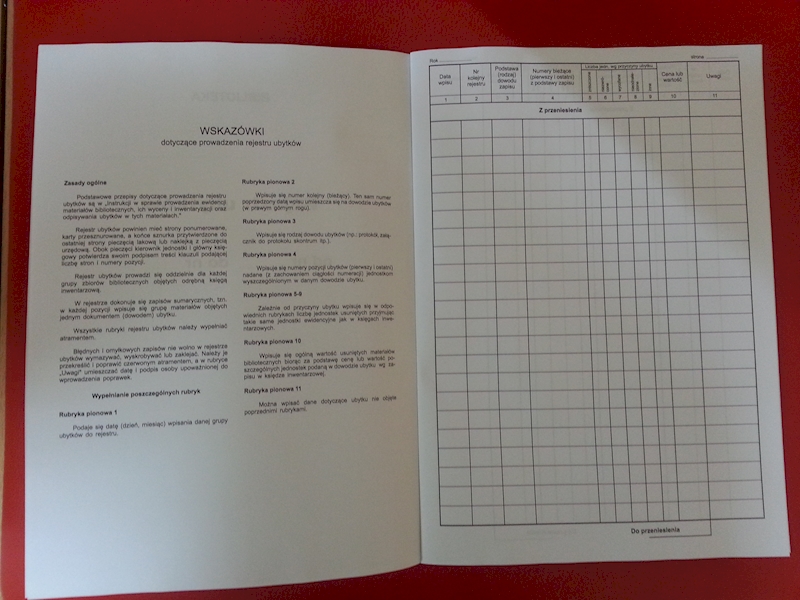 WSKAZÓWKI
dotyczące prowadzenia rejestru ubytków
Zasady ogólne
Podstawowe przepisy dotyczące prowadzenia rejestru
ubytków są w „Instrukcji w sprawie prowadzenia ewidencji
materiałów bibliotecznych, ich wyceny i inwentaryzacji oraz
odpisywania ubytków w tych materiałach."
Rejestr ubytków powinien mieć strony ponumerowane,
karty przesznurowane, a końce sznurka przytwierdzone do
ostatniej strony pieczęcią lakową lub naklejką z pieczęcią
urzędową. Obok pieczęci kierownik jednostki i główny księ-
gowy potwierdza swoim podpisem treści klauzuli podającej
liczbę stron i numery pozycji.
Rejestr ubytków prowadzi się oddzielnie dla każdej
grupy zbiorów bibliotecznych objętych odrębną księgą
inwentarzową.
W rejestrze dokonuje się zapisów sumarycznych, tzn.
w każdej pozycji wpisuje się grupę materiałów objętych
jednym dokumentem (dowodem) ubytku.
Wszystkie rubryki rejestru ubytków należy wypełniać
atramentem.
Błędnych i omyłkowych zapisów nie wolno w rejestrze
ubytków wymazywać, wyskrobywać lub zaklejać. Należy je
przekreślić i poprawić czerwonym atramentem, a w rubryce
„Uwagi" umieszczać datę i podpis osoby upoważnionej do
wprowadzenia poprawek.
Wypełnianie poszczególnych rubryk
Rubryka pionowa 1
Podaje się datę (dzień, miesiąc) wpisania danej grupy
ubytków do rejestru.
Rubryka pionowa 2
Wpisuje się numer kolejny (bieżący). Ten sam numer
poprzedzony datą wpisu umieszcza się na dowodzie ubytków
(w prawym górnym rogu).
Rubryka pionowa 3
Wpisuje się rodzaj dowodu ubytków (np.: protokół, załą-
cznik do protokołu skontrum itp.).
Rubryka pionowa 4
Wpisuje się numery pozycji ubytków (pierwszy i ostatni)
nadane (z zachowaniem ciągłości numeracji) jednostkom
wyszczególnionym w danym dowodzie ubytku.
Rubryka pionowa 5-9
Zależnie od przyczyny ubytku wpisuje się w odpo-
wiednich rubrykach liczbę jednostek usuniętych przyjmując
takie same jednostki ewidencyjne jak w księgach inwe-
ntarzowych.
Rubryka pionowa 10
Wpisuje się ogólną wartość usuniętych materiałów
bibliotecznych biorąc za podstawę cenę lub wartość po-
szczególnych jednostek podaną w dowodzie ubytku wg za-
pisu w księdze inwentarzowej.
Rubryka pionowa 11
Można wpisać dane dotyczące ubytku nie objęte
poprzednimi rubrykami.
Rok
strona
Data
wpisu
Nr
kolejny
rejestru
Podstawa
(rodzaj)
dowodu
zapisu
Numery bieżące
(pierwszy i ostatni)
z podstawy zapisu
Liczba jedn. wg przyczyny ubytku
Cena lub
wartość
Uwagi
1 2 3 4 5 6 7 8 9 10 11
Z przeniesienia
Do przeniesienia